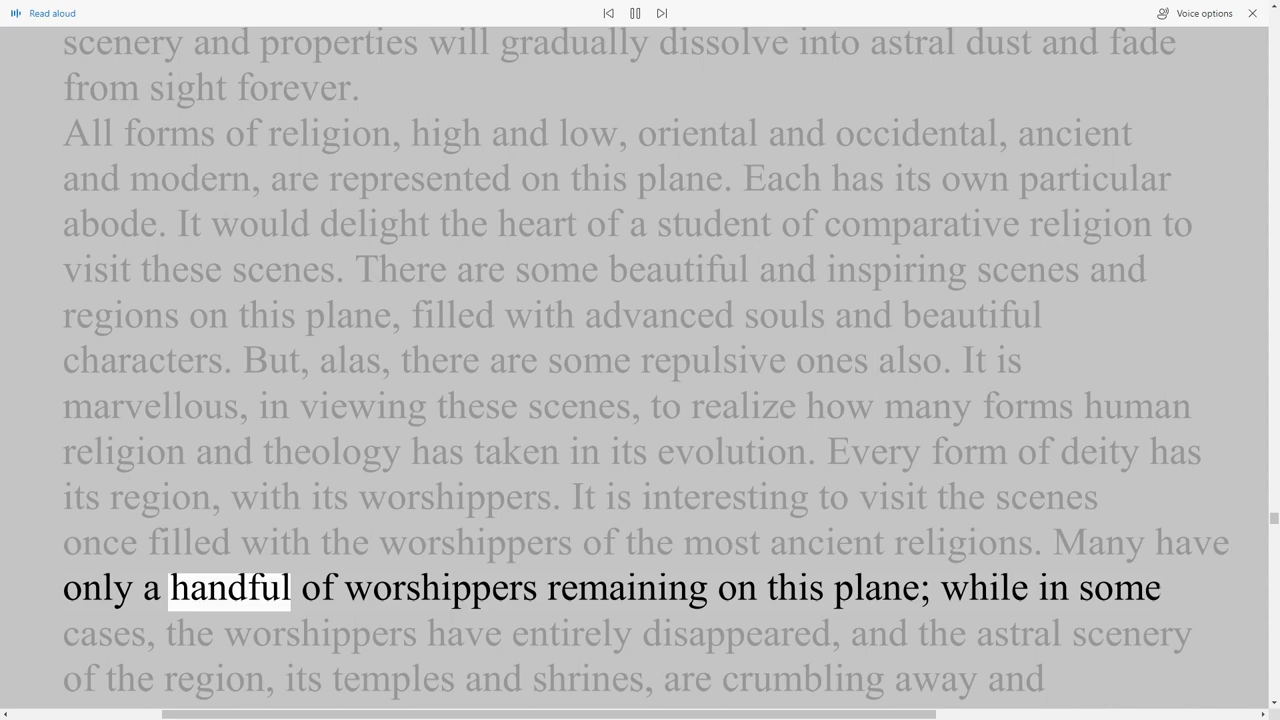 Read aloud
Voice options
scenery and properties will gradually dissolve into astral dust and fade
from sight forever.
All forms of religion, high and low, oriental and occidental, ancient
and modern, are represented on this plane. Each has its own particular
abode. It would delight the heart of a student of comparative religion to
visit these scenes. There are some beautiful and inspiring scenes and
regions on this plane, filled with advanced souls and beautiful
characters. But, alas, there are some repulsive ones also. It is
marvellous, in viewing these scenes, to realize how many forms human
religion and theology has taken in its evolution. Every form of deity has
its region, with its worshippers. It is interesting to visit the scenes
once filled with the worshippers of the most ancient religions. Many have
only a handful of worshippers remaining on this plane; while in some
cases, the worshippers have entirely disappeared, and the astral scenery
of the region, its temples and shrines, are crumbling away and